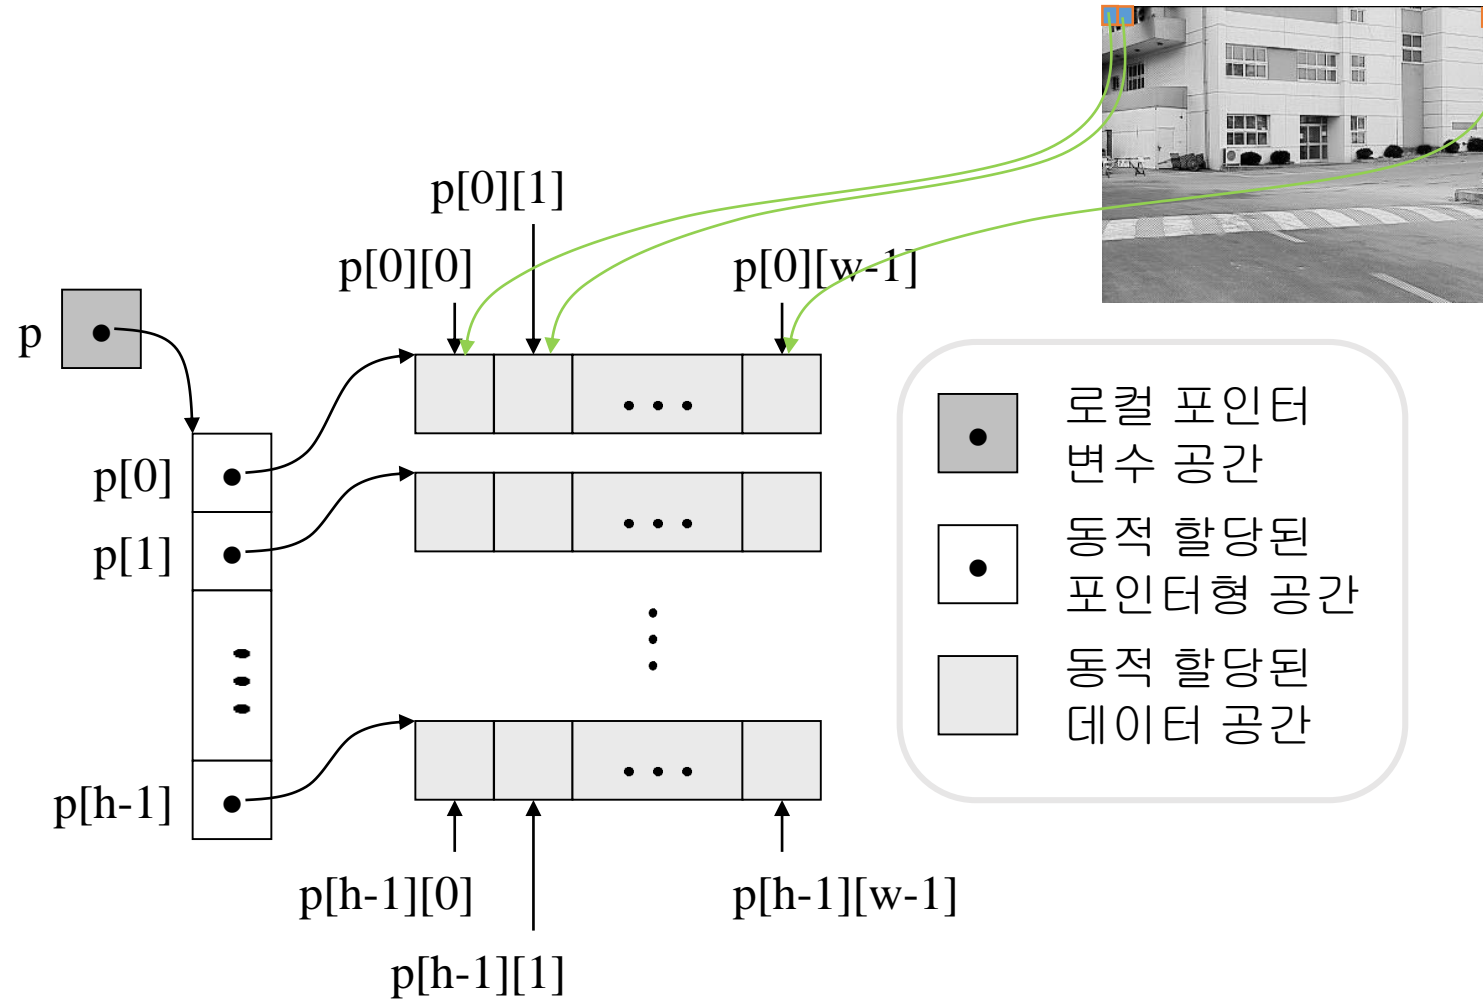 p[0][1]
p[0][0]
p[0][w-1]
p
p[0]
p[1]
p[h-1]
p[h-1][0]
p[h-1][w-1]
p[h-1][1]
로컬 포인터
변수 공간
동적 할당된
포인터형 공간
동적 할당된
데이터 공간